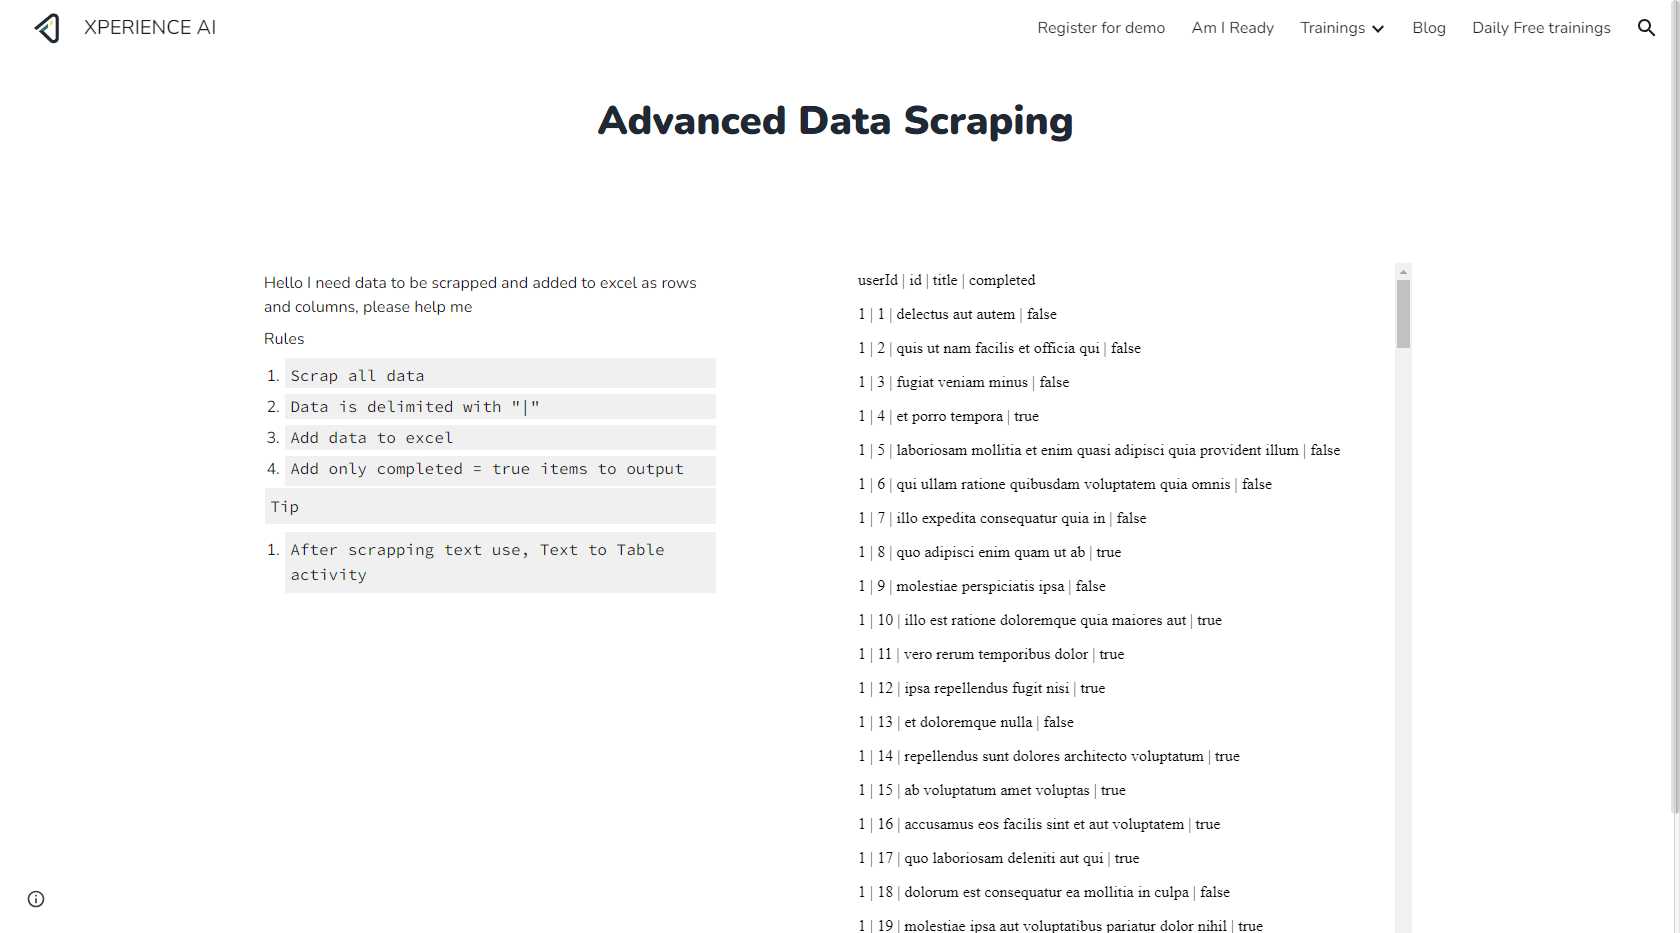 XPERIENCE AI
Register for demo
Am I Ready
Trainings
Blog
Daily Free trainings
Advanced Data Scraping
Hello I need data to be scrapped and added to excel as rows
and columns, please help me
Rules
1. Scrap all data
2. Data is delimited with "|"
3. Add data to excel
4. Add only completed = true items to output
Tip
1. After scrapping text use, Text to Table
activity
userId | id | title | completed
1 | 1 | delectus aut autem | false
1 | 2 | quis ut nam facilis et officia qui | false
1 | 3 | fugiat veniam minus | false
1 | 4 | et porro tempora | true
1 | 5 | laboriosam mollitia et enim quasi adipisci quia provident illum | false
1 | 6 | qui ullam ratione quibusdam voluptatem quia omnis | false
1 | 7 | illo expedita consequatur quia in | false
1 | 8 | quo adipisci enim quam ut ab | true
1 | 9 | molestiae perspiciatis ipsa | false
1 | 10 | illo est ratione doloremque quia maiores aut | true
1 | 11 | vero rerum temporibus dolor | true
1 | 12 | ipsa repellendus fugit nisi | true
1 | 13 | et doloremque nulla | false
1 | 14 | repellendus sunt dolores architecto voluptatum | true
1 | 15 | ab voluptatum amet voluptas | true
1 | 16 | accusamus eos facilis sint et aut voluptatem | true
1 | 17 | quo laboriosam deleniti aut qui | true
1 | 18 | dolorum est consequatur ea mollitia in culpa | false
1 | 19 | molestiae ipsa aut voluptatibus pariatur dolor nihil | true